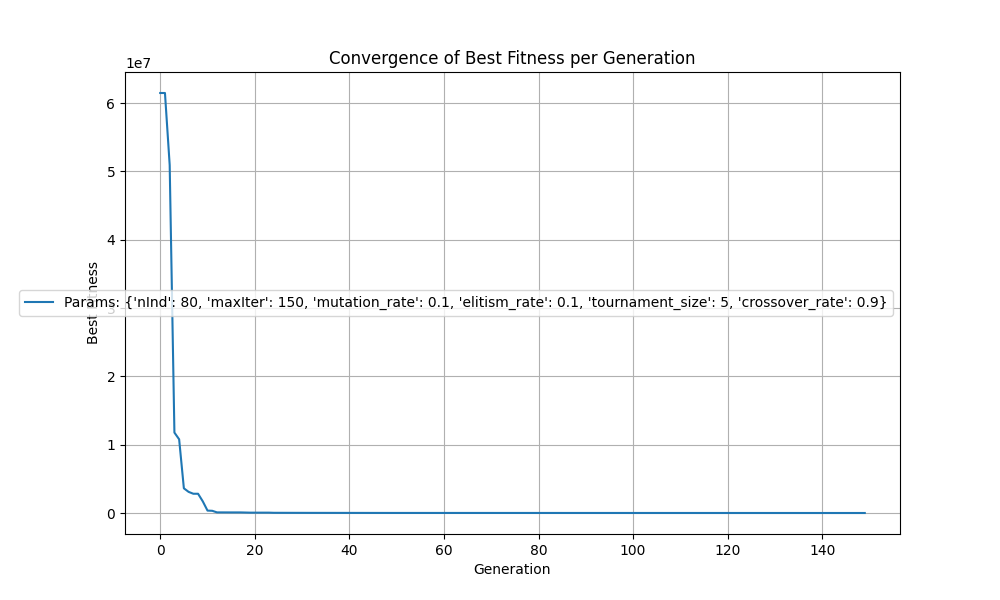 Convergence of Best Fitness per Generation
1e7
6
5
4
3
2
1
0
Best
Params: {'nInd': 80, 'maxIter': 150, 'mutation_rate': 0.1, 'elitism_rate': 0.1, 'tournament_size': 5, 'crossover_rate': 0.9}
0 20 40 60 80 100 120 140
Generation